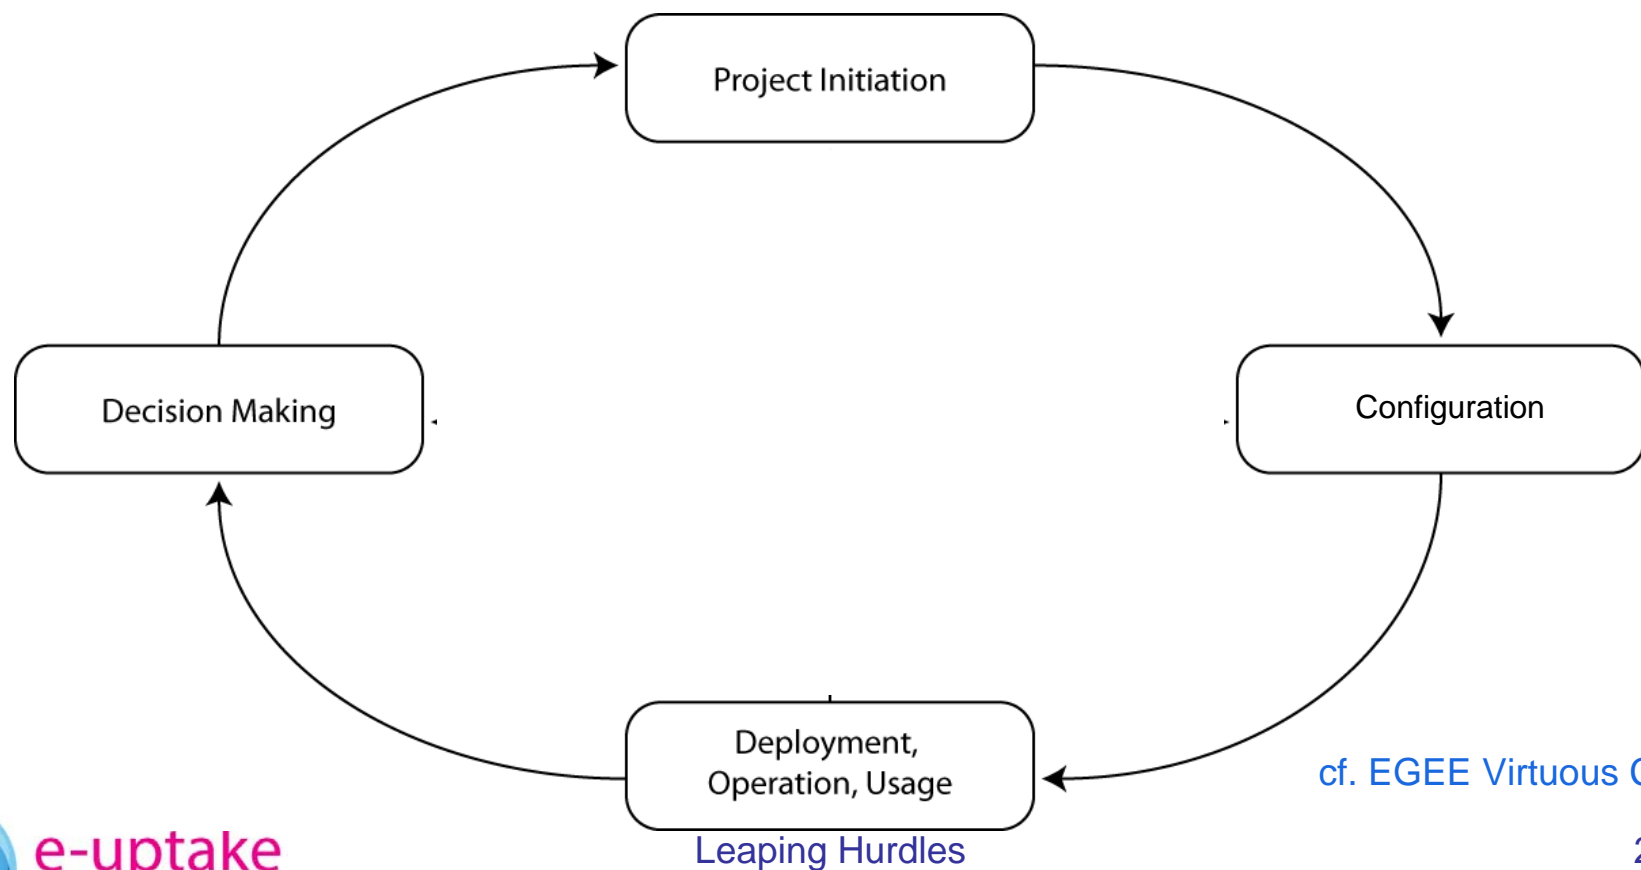 Project Initiation
Decision Making
Configuration
Deployment,
Operation, Usage
cf. EGEE Virtuous
e-uptake
Leaping Hurdles